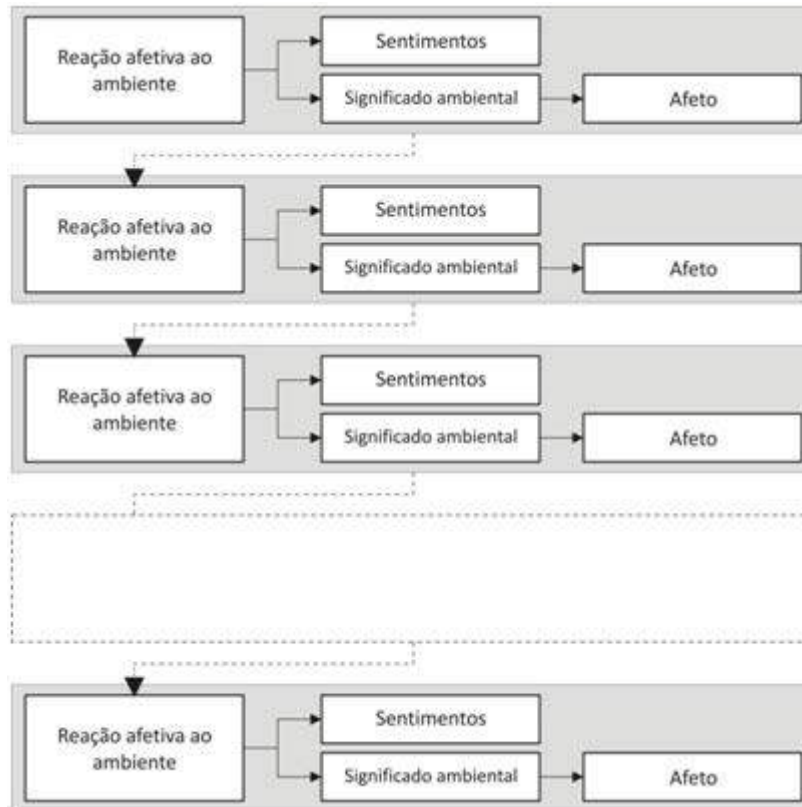 Reação afetiva ao
ambiente
Sentimentos
Significado ambiental
Afeto
Reação afetiva ao
ambiente
Sentimentos
Significado ambiental
Afeto
Reação afetiva ao
ambiente
Sentimentos
Significado ambiental
Afeto
Reação afetiva ao
ambiente
Sentimentos
Significado ambiental
Afeto